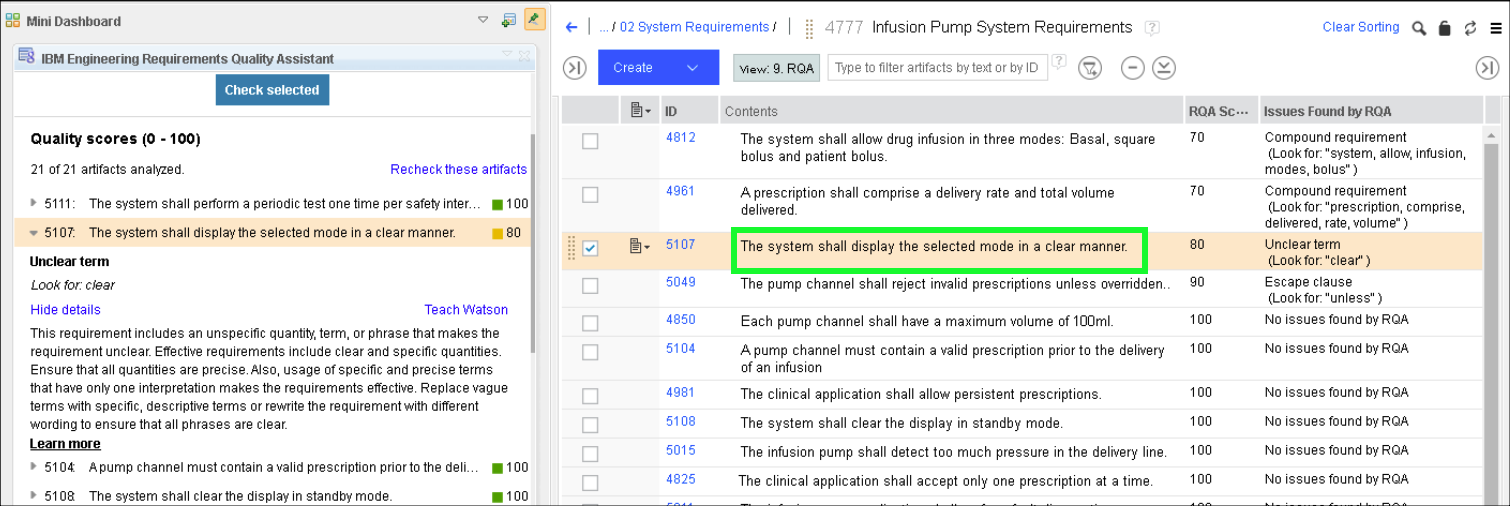 Mini Dashboard
IBM Engineering Requirements Quality Assistant
Check selected
Quality scores (0 - 100)
21 of 21 artifacts analyzed.
Recheck these artifacts
5111: The system shall perform a periodic test one time per safety inter... 100
5107: The system shall display the selected mode in a clear manner. 80
Unclear term
Look for: clear
Hide details
Teach Watson
This requirement includes an unspecific quantity, term, or phrase that makes the
requirement unclear. Effective requirements include clear and specific quantities.
Ensure that all quantities are precise. Also, usage of specific and precise terms
that have only one interpretation makes the requirements effective. Replace vague
terms with specific, descriptive terms or rewrite the requirement with different
wording to ensure that all phrases are clear.
Learn more
5104: A pump channel must contain a valid prescription prior to the deli... 100
5108: The system shall clear the display in standby mode. 100
... / 02 System Requirements /
4777 Infusion Pump System Requirements
Clear Sorting
Create
View: 9. RQA
Type to filter artifacts by text or by ID
ID Contents RQA Sc... Issues Found by RQA
4812 The system shall allow drug infusion in three modes: Basal, square 70 Compound requirement
bolus and patient bolus. (Look for: "system, allow, infusion,
modes, bolus" )
4961 A prescription shall comprise a delivery rate and total volume 70 Compound requirement
delivered. (Look for: "prescription, comprise,
delivered, rate, volume" )
5107 The system shall display the selected mode in a clear manner. 80 Unclear term
(Look for: "clear" )
5049 The pump channel shall reject invalid prescriptions unless overridden.. 90 Escape clause
(Look for: "unless" )
4850 Each pump channel shall have a maximum volume of 100ml. 100 No issues found by RQA
5104 A pump channel must contain a valid prescription prior to the delivery 100 No issues found by RQA
of an infusion
4981 The clinical application shall allow persistent prescriptions. 100 No issues found by RQA
5108 The system shall clear the display in standby mode. 100 No issues found by RQA
5015 The infusion pump shall detect too much pressure in the delivery line. 100 No issues found by RQA
4825 The clinical application shall accept only one prescription at a time. 100 No issues found by RQA